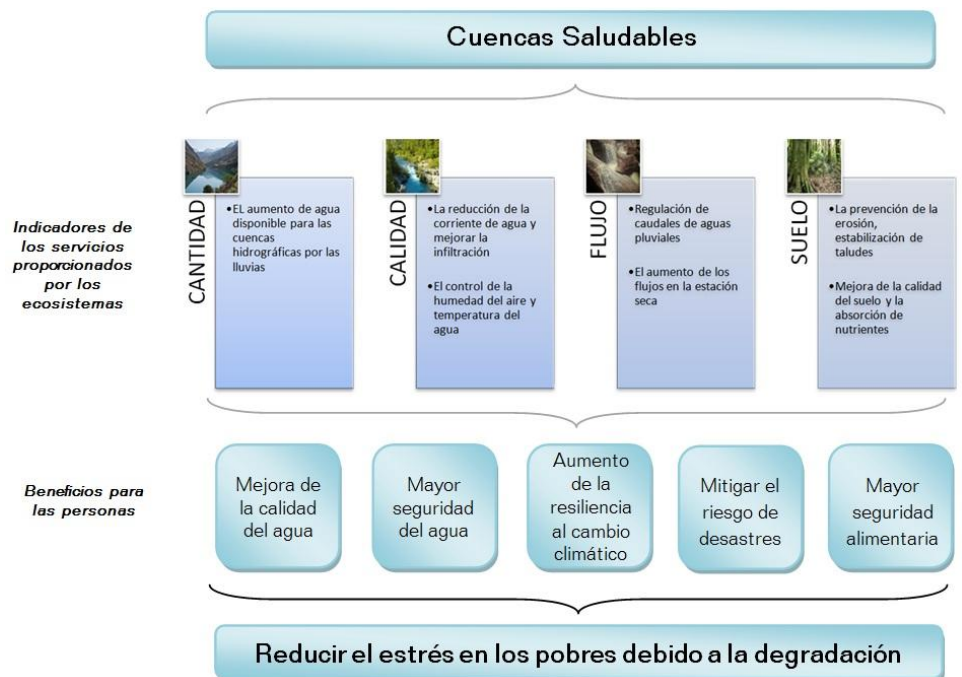 Cuencas Saludables
Indicadores de
los servicios
proporcionados
por los
ecosistemas
CANTIDAD
•EL aumento de agua
disponible para las
cuencas
hidrográficas por las
lluvias
CALIDAD
•La reducción de la
corriente de agua y
mejorar la
infiltración
•El control de la
humedad del aire y
temperatura del
agua
FLUJO
•Regulación de
caudales de aguas
pluviales
•El aumento de los
flujos en la estación
seca
SUELO
•La prevención de la
erosión,
estabilización de
taludes
•Mejora de la calidad
del suelo y la
absorción de
nutrientes
Beneficios para
las personas
Mejora de
la calidad
del agua
Mayor
seguridad
del agua
Aumento
de la
resiliencia
al cambio
climático
Mitigar el
riesgo de
desastres
Mayor
seguridad
alimentaria
Reducir el estrés en los pobres debido a la degradación